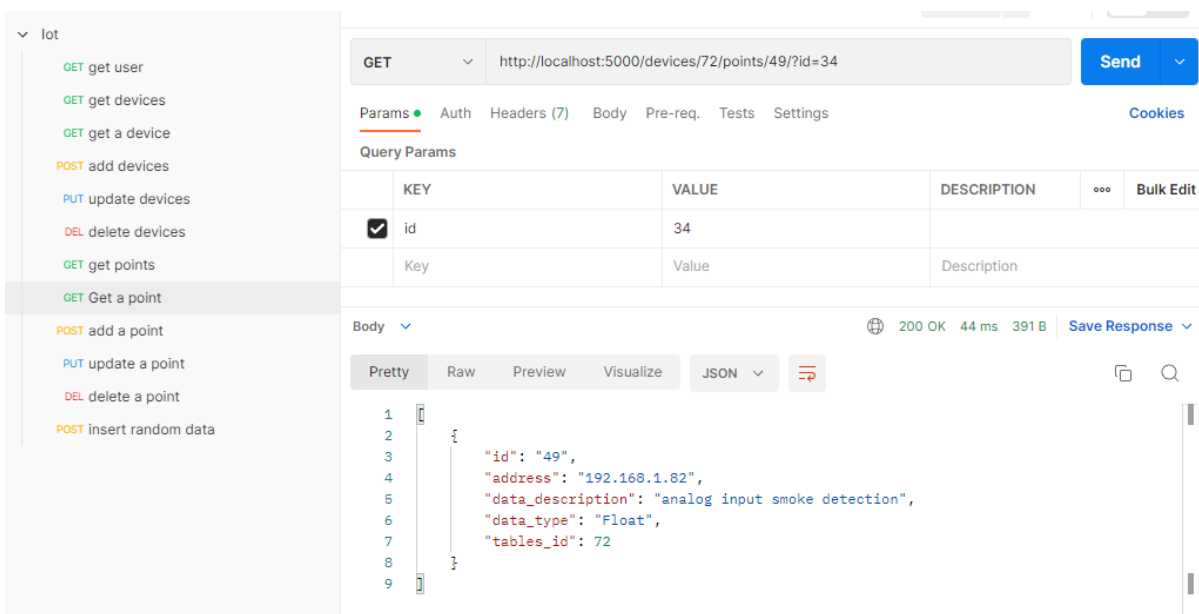 Iot
GET get user
GET get devices
GET get a device
POST add devices
PUT update devices
DEL delete devices
GET get points
GET Get a point
POST add a point
PUT update a point
DEL delete a point
POST insert random data
GET http://localhost:5000/devices/72/points/49/?id=34 Send
Params Auth Headers (7) Body Pre-req. Tests Settings Cookies
Query Params
KEY VALUE DESCRIPTION ooo Bulk Edit
id 34
Key Value Description
Body 200 OK 44 ms 391 B Save Response
Pretty Raw Preview Visualize JSON
1 [
2 {
3 "id": "49",
4 "address": "192.168.1.82",
5 "data_description": "analog input smoke detection",
6 "data_type": "Float",
7 "tables_id": 72
8 }
9 ]